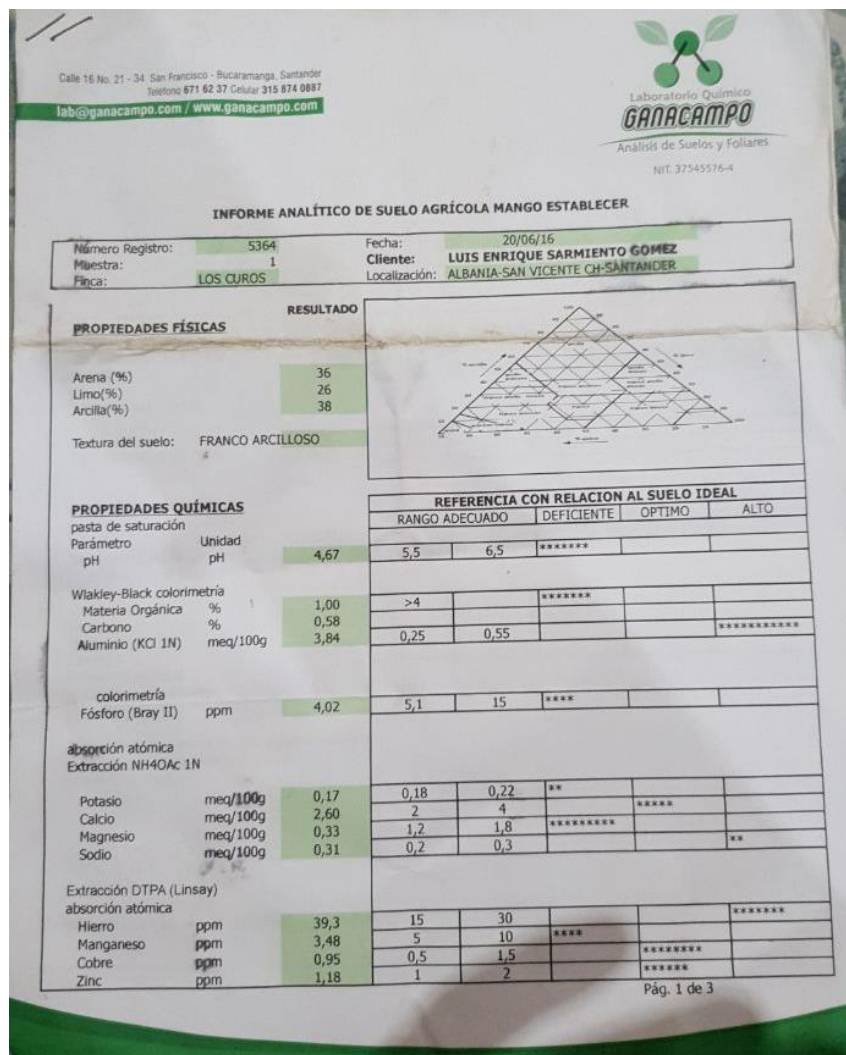 Calle 16 No. 21 - 34 San Francisco - Bucaramanga, Santander
Teléfono 671 62 37 Celular 315 874 0887
lab@ganacampo.com / www.ganacampo.com
Laboratorio Químico
GANACAMPO
Análisis de Suelos y Foliares
NIT. 37545576-4
INFORME ANALÍTICO DE SUELO AGRÍCOLA MANGO ESTABLECER
Número Registro: 5364 Fecha: 20/06/16
Muestra: 1 Cliente: LUIS ENRIQUE SARMIENTO GOMEZ
Finca: LOS CUROS Localización: ALBANIA-SAN VICENTE CH-SANTANDER
RESULTADO
PROPIEDADES FÍSICAS
Arena (%) 36
Limo(%) 26
Arcilla(%) 38
Textura del suelo: FRANCO ARCILLOSO
PROPIEDADES QUÍMICAS REFERENCIA CON RELACION AL SUELO IDEAL
pasta de saturación RANGO ADECUADO DEFICIENTE OPTIMO ALTO
Parámetro Unidad
pH pH 4,67 5,5 6,5 *******
Wlakley-Black colorimetría
Materia Orgánica % 1,00 >4 *******
Carbono % 0,58
Aluminio (KCl 1N) meq/100g 3,84 0,25 0,55 ***********
colorimetría
Fósforo (Bray II) ppm 4,02 5,1 15 ****
absorción atómica
Extracción NH4OAc 1N
Potasio meq/100g 0,17 0,18 0,22 **
Calcio meq/100g 2,60 2 4 *****
Magnesio meq/100g 0,33 1,2 1,8 *********
Sodio meq/100g 0,31 0,2 0,3 **
Extracción DTPA (Linsay)
absorción atómica
Hierro ppm 39,3 15 30 *******
Manganeso ppm 3,48 5 10 ****
Cobre ppm 0,95 0,5 1,5 ********
Zinc ppm 1,18 1 2 ******
Pág. 1 de 3